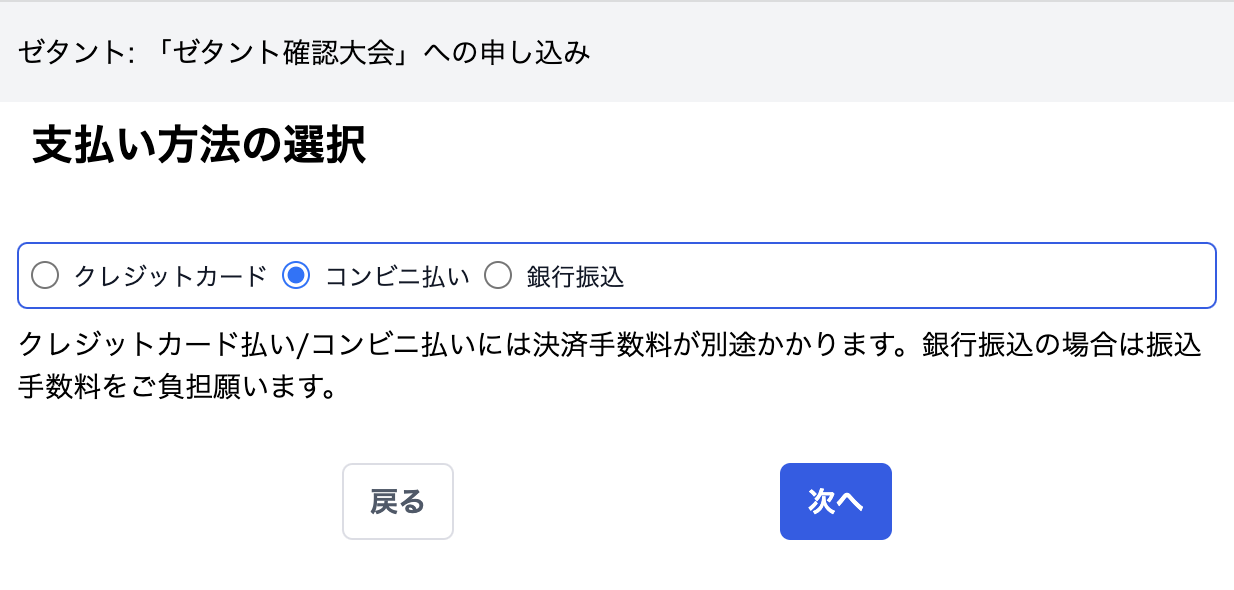 ゼタント: 「ゼタント確認大会」への申し込み
支払い方法の選択
クレジットカード コンビニ払い 銀行振込
クレジットカード払い/コンビニ払いには決済手数料が別途かかります。銀行振込の場合は振込
手数料をご負担願います。
戻る 次へ